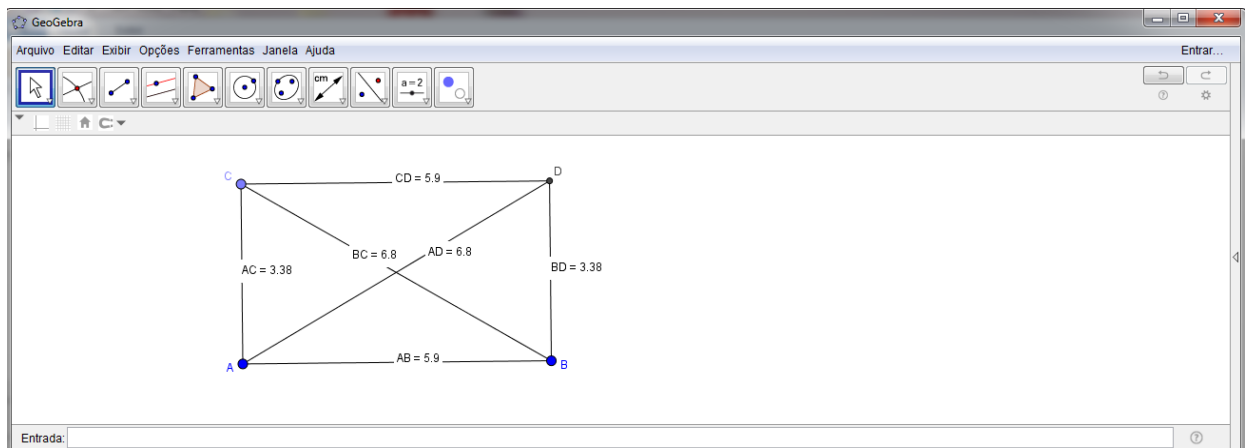 GeoGebra
Arquivo Editar Exibir Opções Ferramentas Janela Ajuda
Entrar...
cm
a=2
C
CD = 5.9
D
BC = 6.8
AD = 6.8
AC = 3.38
BD = 3.38
A
AB = 5.9
B
Entrada: